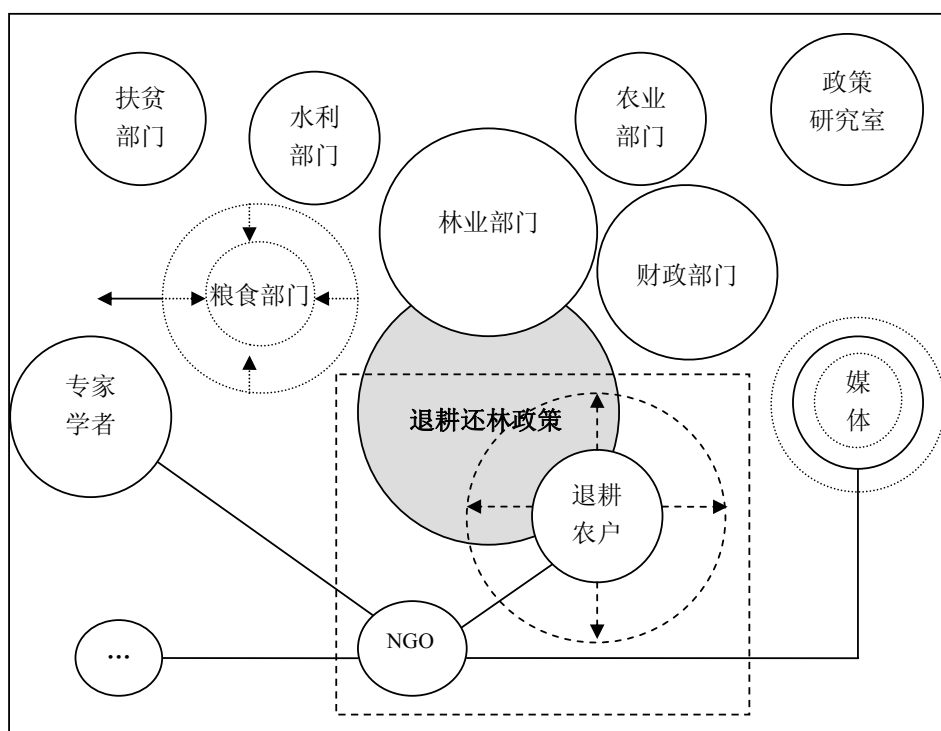 扶贫
部门
水利
部门
农业
部门
政策
研究室
林业部门
粮食部门
财政部门
专家
学者
退耕还林政策
媒
体
退耕
农户
NGO
...